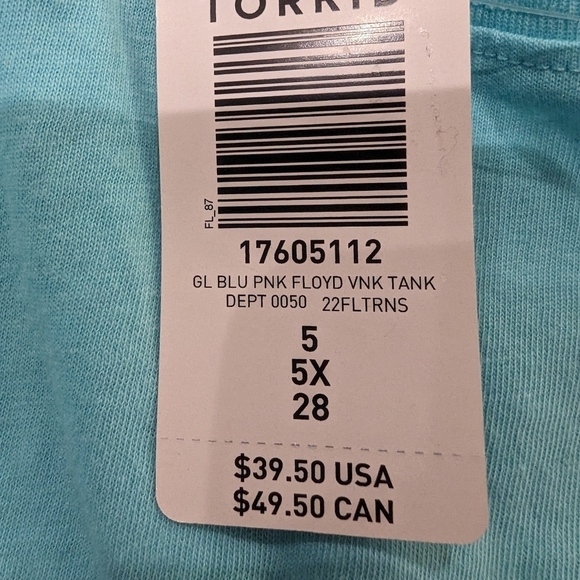 TORRID
FL_87
17605112
GL BLU PNK FLOYD VNK TANK
DEPT 0050 22FLTRNS
5
5X
28
$39.50 USA
$49.50 CAN